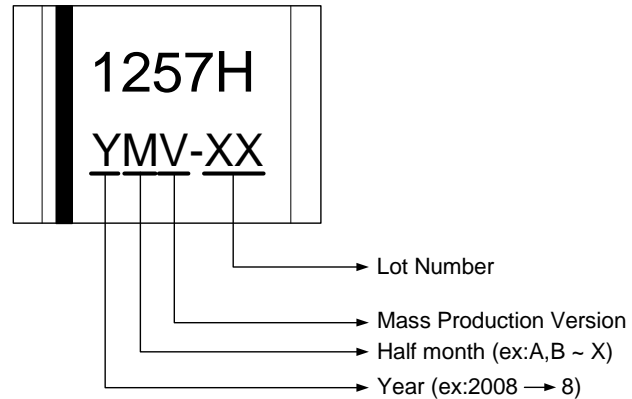 1257H
YMV-XX
Lot Number
Mass Production Version
Half month (ex:A,B ~ X)
Year (ex:2008 → 8)